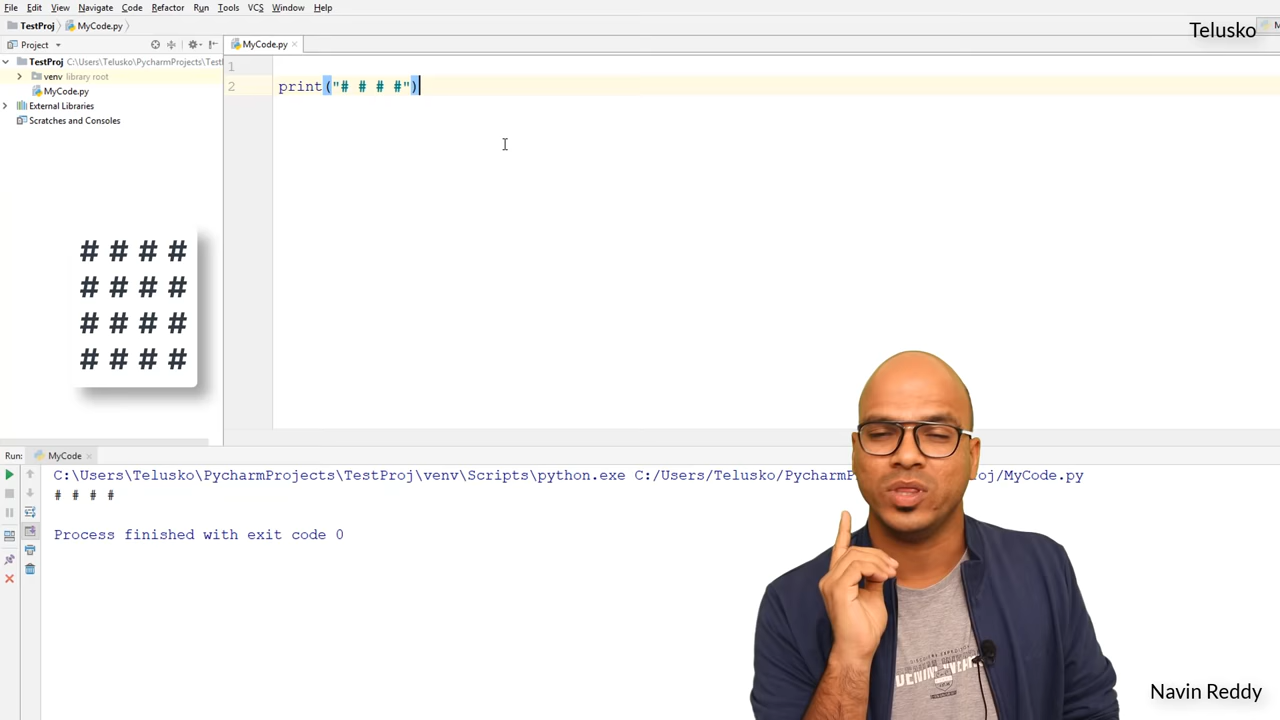 File Edit View Navigate Code Refactor Run Tools VCS Window Help
Telusko
TestProj MyCode.py
Project
MyCode.py
TestProj C:\Users\Telusko\PycharmProjects\Test
venv library root
MyCode.py
External Libraries
Scratches and Consoles
1
2 print("# # # #")
# # # #
# # # #
# # # #
# # # #
Run: MyCode
C:\Users\Telusko\PycharmProjects\TestProj\venv\Scripts\python.exe C:/Users/Telusko/PycharmP oj/MyCode.py
# # # #
Process finished with exit code 0
DENIM
Navin Reddy